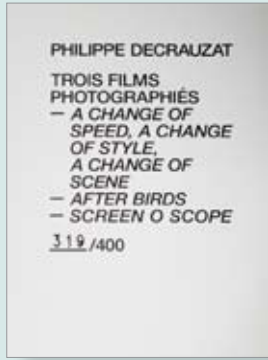 PHILIPPE DECRAUZAT
TROIS FILMS
PHOTOGRAPHIÉS
– A CHANGE OF
SPEED, A CHANGE
OF STYLE,
A CHANGE OF
SCENE
– AFTER BIRDS
– SCREEN O SCOPE
319/400